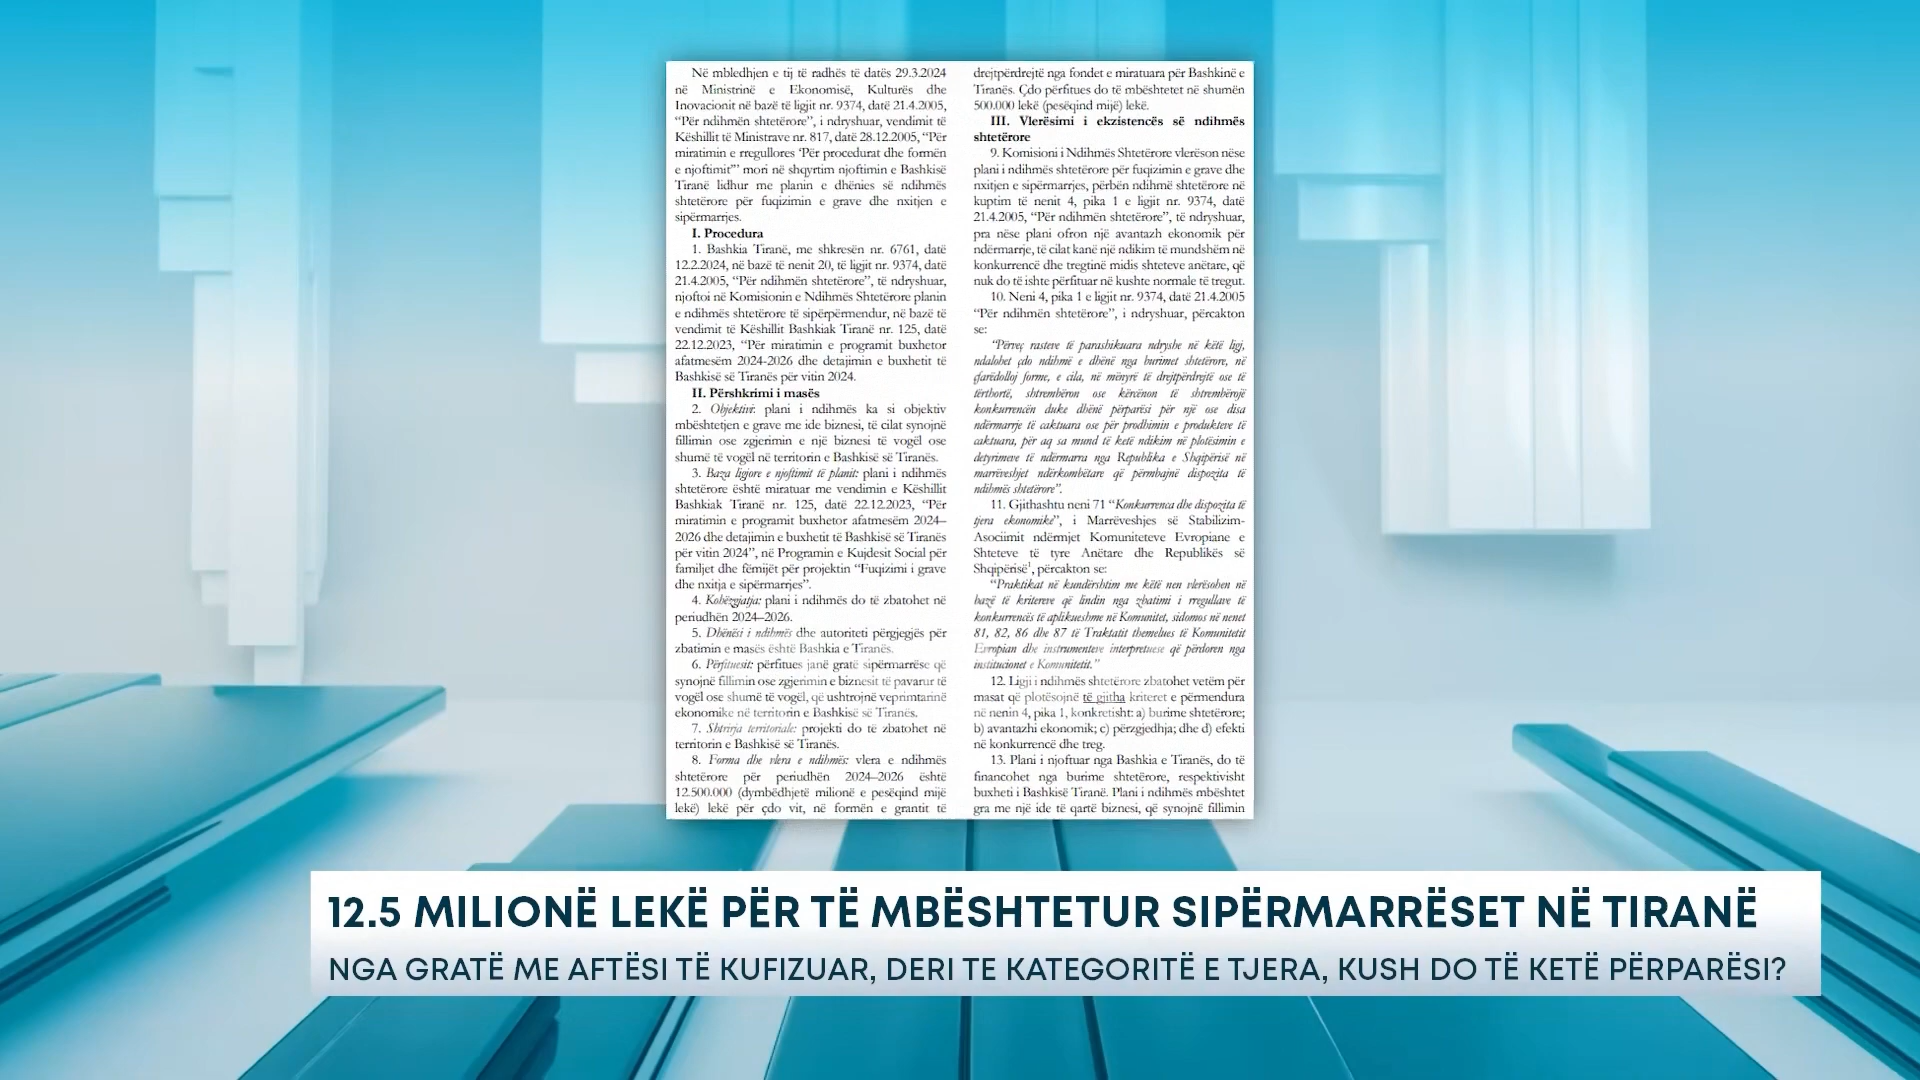 Në mbledhjen e tij të radhës të datës 29.3.2024
në Ministrinë e Ekonomisë, Kulturës dhe
Inovacionit në bazë të ligjit nr. 9374, datë 21.4.2005,
“Për ndihmën shtetërore”, i ndryshuar, vendimit të
Këshillit të Ministrave nr. 817, datë 28.12.2005, “Për
miratimin e rregullores ‘Për procedurat dhe formën
e njoftimit’” mori në shqyrtim njoftimin e Bashkisë
Tiranë lidhur me planin e dhënies së ndihmës
shtetërore për fuqizimin e grave dhe nxitjen e
sipërmarrjes.
I. Procedura
1. Bashkia Tiranë, me shkresën nr. 6761, datë
12.2.2024, në bazë të nenit 20, të ligjit nr. 9374, datë
21.4.2005, “Për ndihmën shtetërore”, të ndryshuar,
njoftoi në Komisionin e Ndihmës Shtetërore planin
e ndihmës shtetërore të sipërpërmendur, në bazë të
vendimit të Këshillit Bashkiak Tiranë nr. 125, datë
22.12.2023, “Për miratimin e programit buxhetor
afatmesëm 2024-2026 dhe detajimin e buxhetit të
Bashkisë së Tiranës për vitin 2024.
II. Përshkrimi i masës
2. Objektivi: plani i ndihmës ka si objektiv
mbështetjen e grave me ide biznesi, të cilat synojnë
fillimin ose zgjerimin e një biznesi të vogël ose
shumë të vogël në territorin e Bashkisë së Tiranës.
3. Baza ligjore e njoftimit të planit: plani i ndihmës
shtetërore është miratuar me vendimin e Këshillit
Bashkiak Tiranë nr. 125, datë 22.12.2023, “Për
miratimin e programit buxhetor afatmesëm 2024–
2026 dhe detajimin e buxhetit të Bashkisë së Tiranës
për vitin 2024”, në Programin e Kujdesit Social për
familjet dhe fëmijët për projektin “Fuqizimi i grave
dhe nxitja e sipërmarrjes”.
4. Kohëzgjatja: plani i ndihmës do të zbatohet në
periudhën 2024–2026.
5. Dhënësi i ndihmës dhe autoriteti përgjegjës për
zbatimin e masës është Bashkia e Tiranës.
6. Përfituesit: përfitues janë gratë sipërmarrëse që
synojnë fillimin ose zgjerimin e biznesit të pavarur të
vogël ose shumë të vogël, që ushtrojnë veprimtarinë
ekonomike në territorin e Bashkisë së Tiranës.
7. Shtrirja territoriale: projekti do të zbatohet në
territorin e Bashkisë së Tiranës.
8. Forma dhe vlera e ndihmës: vlera e ndihmës
shtetërore për periudhën 2024–2026 është
12.500.000 (dymbëdhjetë milionë e pesëqind mijë
lekë) lekë për çdo vit, në formën e grantit të
drejtpërdrejtë nga fondet e miratuara për Bashkinë e
Tiranës. Çdo përfitues do të mbështetet në shumën
500.000 lekë (pesëqind mijë) lekë.
III. Vlerësimi i ekzistencës së ndihmës
shtetërore
9. Komisioni i Ndihmës Shtetërore vlerëson nëse
plani i ndihmës shtetërore për fuqizimin e grave dhe
nxitjen e sipërmarrjes, përbën ndihmë shtetërore në
kuptim të nenit 4, pika 1 e ligjit nr. 9374, datë
21.4.2005, “Për ndihmën shtetërore”, të ndryshuar,
pra nëse plani ofron një avantazh ekonomik për
ndërmarrje, të cilat kanë një ndikim të mundshëm në
konkurrencë dhe tregtinë midis shteteve anëtare, që
nuk do të ishte përfituar në kushte normale të tregut.
10. Neni 4, pika 1 e ligjit nr. 9374, datë 21.4.2005
“Për ndihmën shtetërore”, i ndryshuar, përcakton
se:
“Përveç rasteve të parashikuara ndryshe në këtë ligj,
ndalohet çdo ndihmë e dhënë nga burimet shtetërore, në
çfarëdolloj forme, e cila, në mënyrë të drejtpërdrejtë ose të
tërthortë, shtrembëron ose kërcënon të shtrembërojë
konkurrencën duke dhënë përparësi për një ose disa
ndërmarrje të caktuara ose për prodhimin e produkteve të
caktuara, për aq sa mund të ketë ndikim në plotësimin e
detyrimeve të ndërmarra nga Republika e Shqipërisë në
marrëveshjet ndërkombëtare që përmbajnë dispozita të
ndihmës shtetërore”.
11. Gjithashtu neni 71 “Konkurrenca dhe dispozita të
tjera ekonomike”, i Marrëveshjes së Stabilizim-
Asociimit ndërmjet Komuniteteve Evropiane e
Shteteve të tyre Anëtare dhe Republikës së
Shqipërisë¹, përcakton se:
“Praktikat në kundërshtim me këtë nen vlerësohen në
bazë të kritereve që lindin nga zbatimi i rregullave të
konkurrencës të aplikueshme në Komunitet, sidomos në nenet
81, 82, 86 dhe 87 të Traktatit themelues të Komunitetit
Evropian dhe instrumenteve interpretuese që përdoren nga
institucionet e Komunitetit.”
12. Ligji i ndihmës shtetërore zbatohet vetëm për
masat që plotësojnë të gjitha kriteret e përmendura
në nenin 4, pika 1, konkretisht: a) burime shtetërore;
b) avantazhi ekonomik; c) përzgjedhja; dhe d) efekti
në konkurrencë dhe treg.
13. Plani i njoftuar nga Bashkia e Tiranës, do të
financohet nga burime shtetërore, respektivisht
buxheti i Bashkisë Tiranë. Plani i ndihmës mbështet
gra me një ide të qartë biznesi, që synojnë fillimin
12.5 MILIONË LEKË PËR TË MBËSHTETUR SIPËRMARRËSET NË TIRANË
NGA GRATË ME AFTËSI TË KUFIZUAR, DERI TE KATEGORITË E TJERA, KUSH DO TË KETË PËRPARËSI?